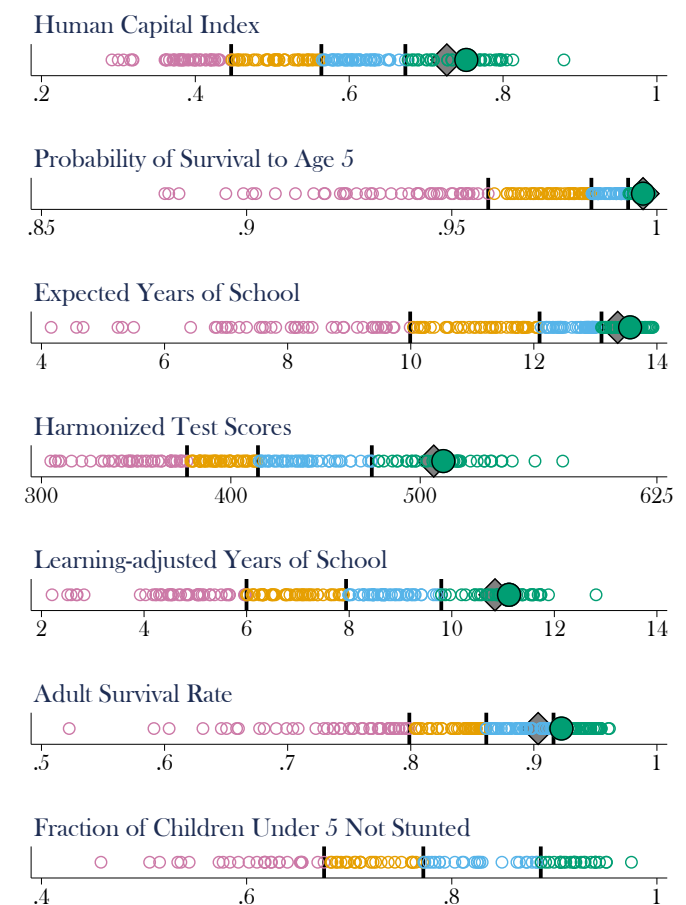 Human Capital Index
.2 .4 .6 .8 1
Probability of Survival to Age 5
.85 .9 .95 1
Expected Years of School
4 6 8 10 12 14
Harmonized Test Scores
300 400 500 625
Learning-adjusted Years of School
2 4 6 8 10 12 14
Adult Survival Rate
.5 .6 .7 .8 .9 1
Fraction of Children Under 5 Not Stunted
.4 .6 .8 1